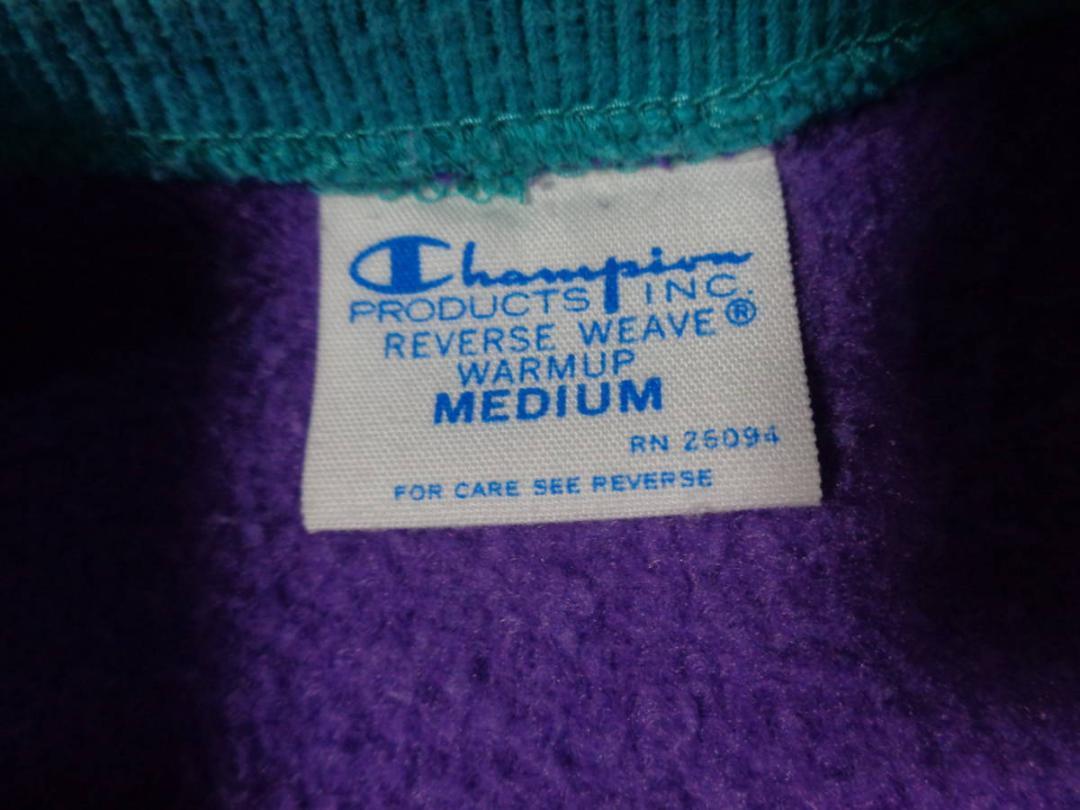 Champion
PRODUCTS INC.
REVERSE WEAVE®
WARMUP
MEDIUM
RN 26094
FOR CARE SEE REVERSE